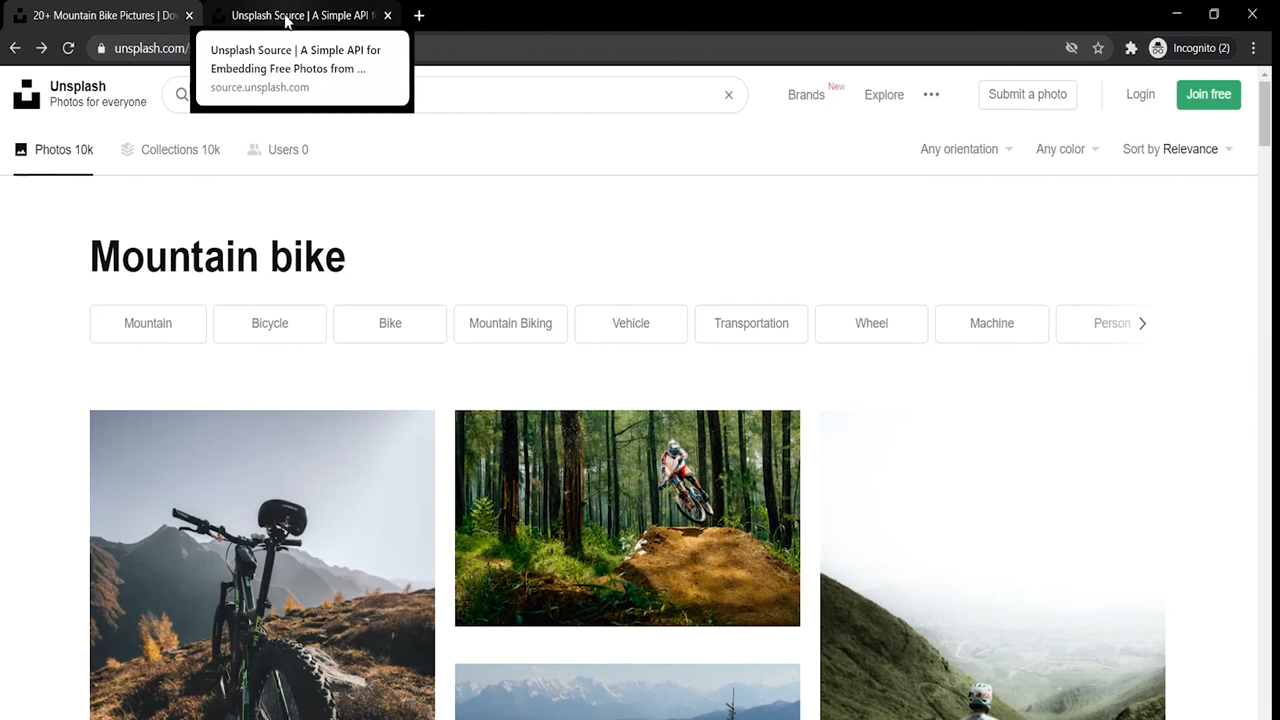 20+ Mountain Bike Pictures | Do
Unsplash Source | A Simple API f
unsplash.com/
Incognito (2)
Unsplash Source | A Simple API for
Embedding Free Photos from ...
source.unsplash.com
Unsplash
Photos for everyone
Brands New
Explore
Submit a photo
Login
Join free
Photos 10k
Collections 10k
Users 0
Any orientation
Any color
Sort by Relevance
Mountain bike
Mountain
Bicycle
Bike
Mountain Biking
Vehicle
Transportation
Wheel
Machine
Person